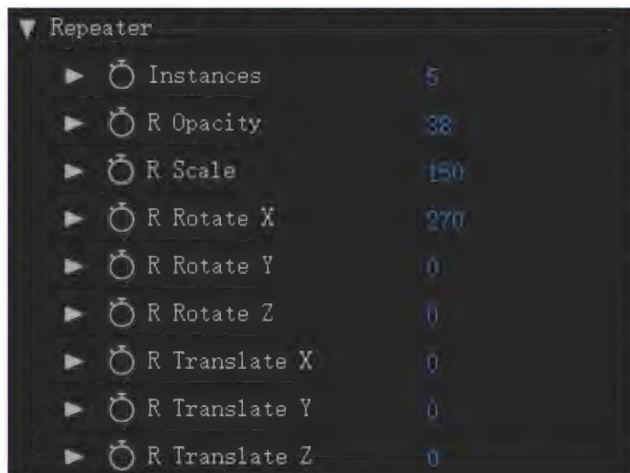 Repeater
Instances 5
R Opacity 38
R Scale 150
R Rotate X 270
R Rotate Y 0
R Rotate Z 0
R Translate X 0
R Translate Y 0
R Translate Z 0